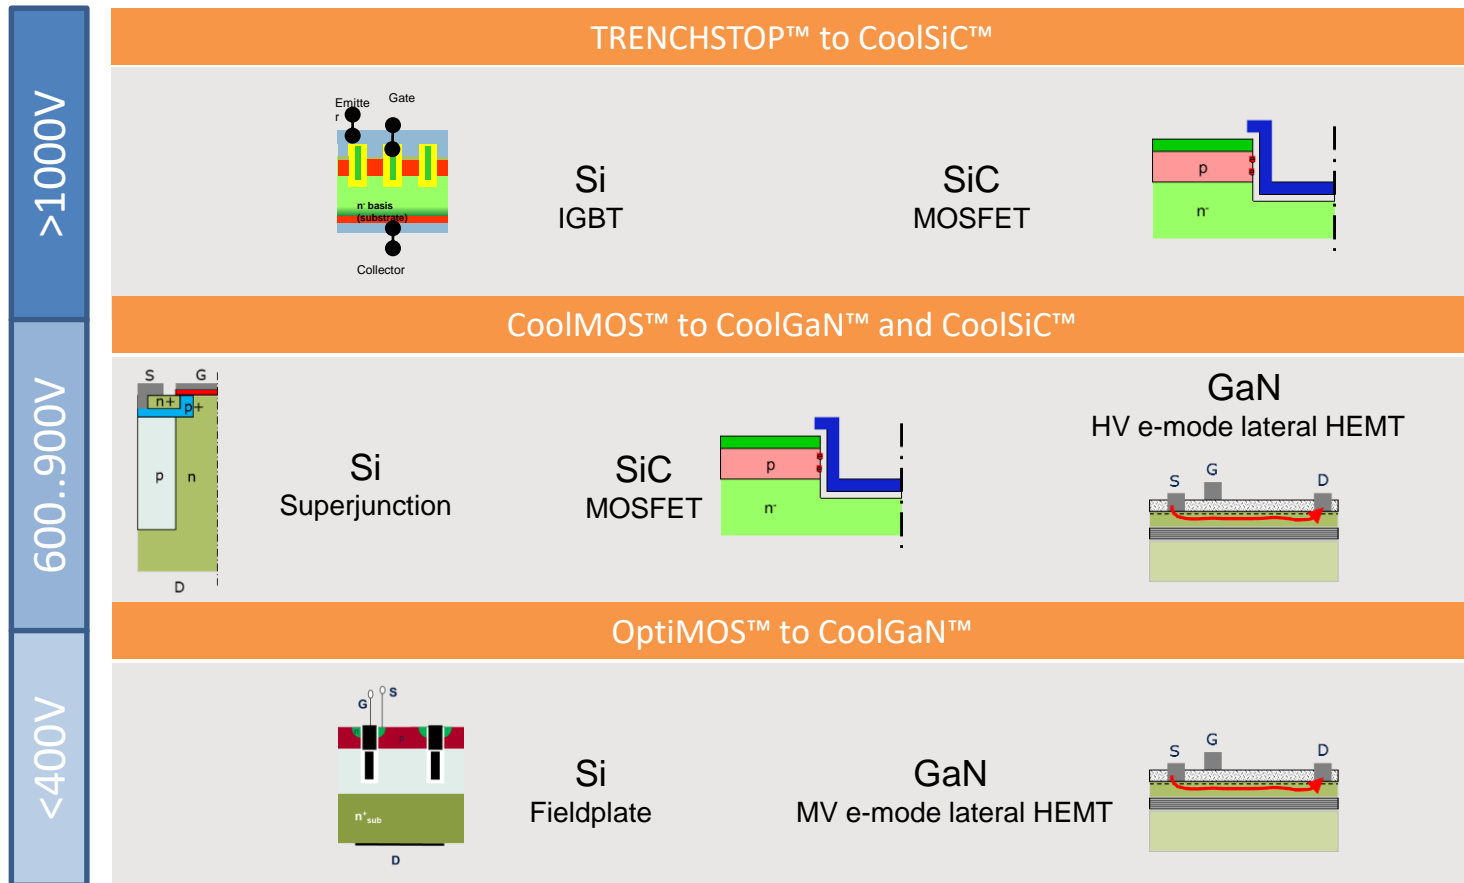 >1000V
TRENCHSTOP™ to CoolSiC™
Emitte
r
Gate
n- basis
(substrate)
Collector
Si
IGBT
SiC
MOSFET
p
n-
600..900V
CoolMOS™ to CoolGaN™ and CoolSiC™
S G
n+
p+
p n
D
Si
Superjunction
SiC
MOSFET
p
n-
GaN
HV e-mode lateral HEMT
S G D
<400V
OptiMOS™ to CoolGaN™
G S
p
n+sub
D
Si
Fieldplate
GaN
MV e-mode lateral HEMT
S G D